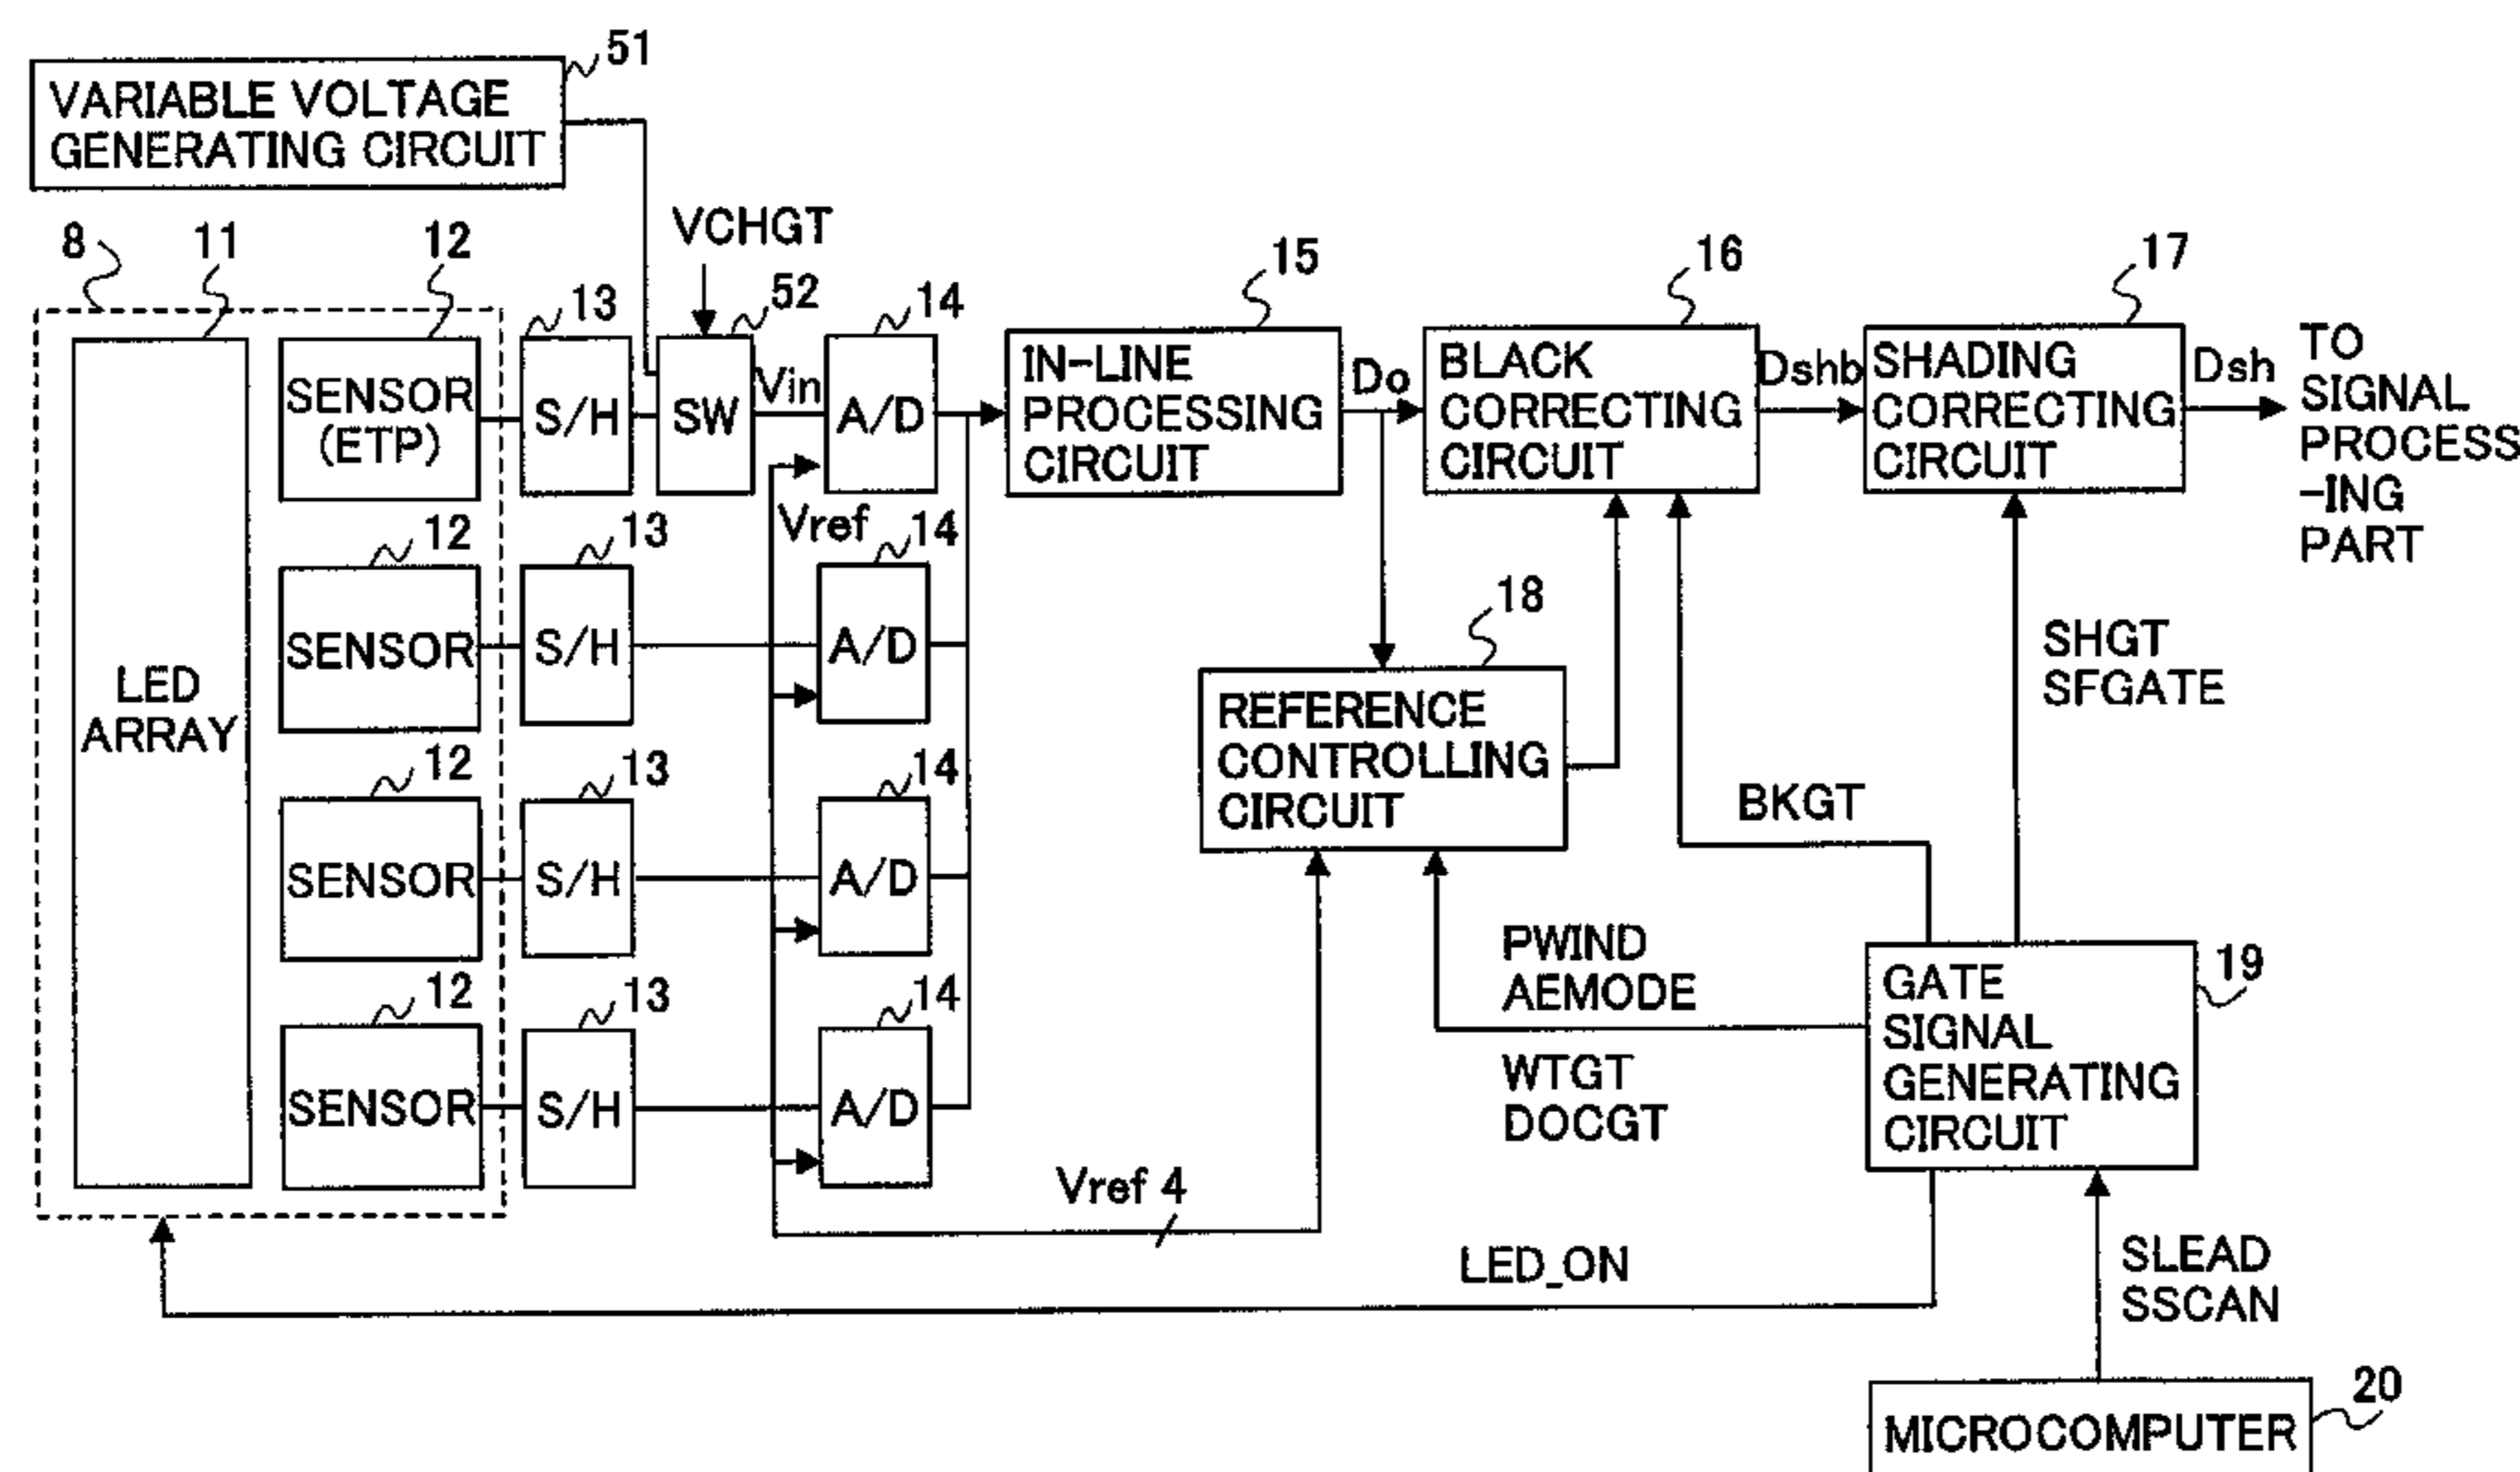 51
VARIABLE VOLTAGE
GENERATING CIRCUIT
8
11
12
13
VCHGT
52
14
15
16
17
SENSOR
(ETP)
S/H
SW
Vin
A/D
IN-LINE
PROCESSING
CIRCUIT
Do
BLACK
CORRECTING
CIRCUIT
Dshb
SHADING
CORRECTING
CIRCUIT
Dsh
TO
SIGNAL
PROCESS
-ING
PART
Vref
12
13
14
SENSOR
S/H
A/D
LED
ARRAY
18
REFERENCE
CONTROLLING
CIRCUIT
SHGT
SFGATE
BKGT
12
13
14
SENSOR
S/H
A/D
PWIND
AEMODE
WTGT
DOCGT
19
GATE
SIGNAL
GENERATING
CIRCUIT
12
13
14
SENSOR
S/H
A/D
Vref 4
LED_ON
SLEAD
SSCAN
20
MICROCOMPUTER